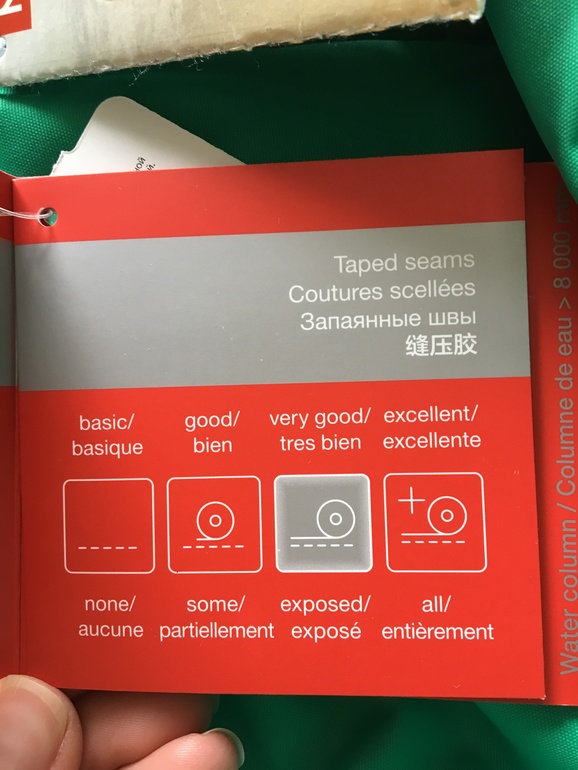 Taped seams
Coutures scellées
Запаянные швы
缝压胶
basic/
basique
good/
bien
very good/
tres bien
excellent/
excellente
none/
aucune
some/
partiellement
exposed/
exposé
all/
entièrement
Water column / Columne de eau > 8 000